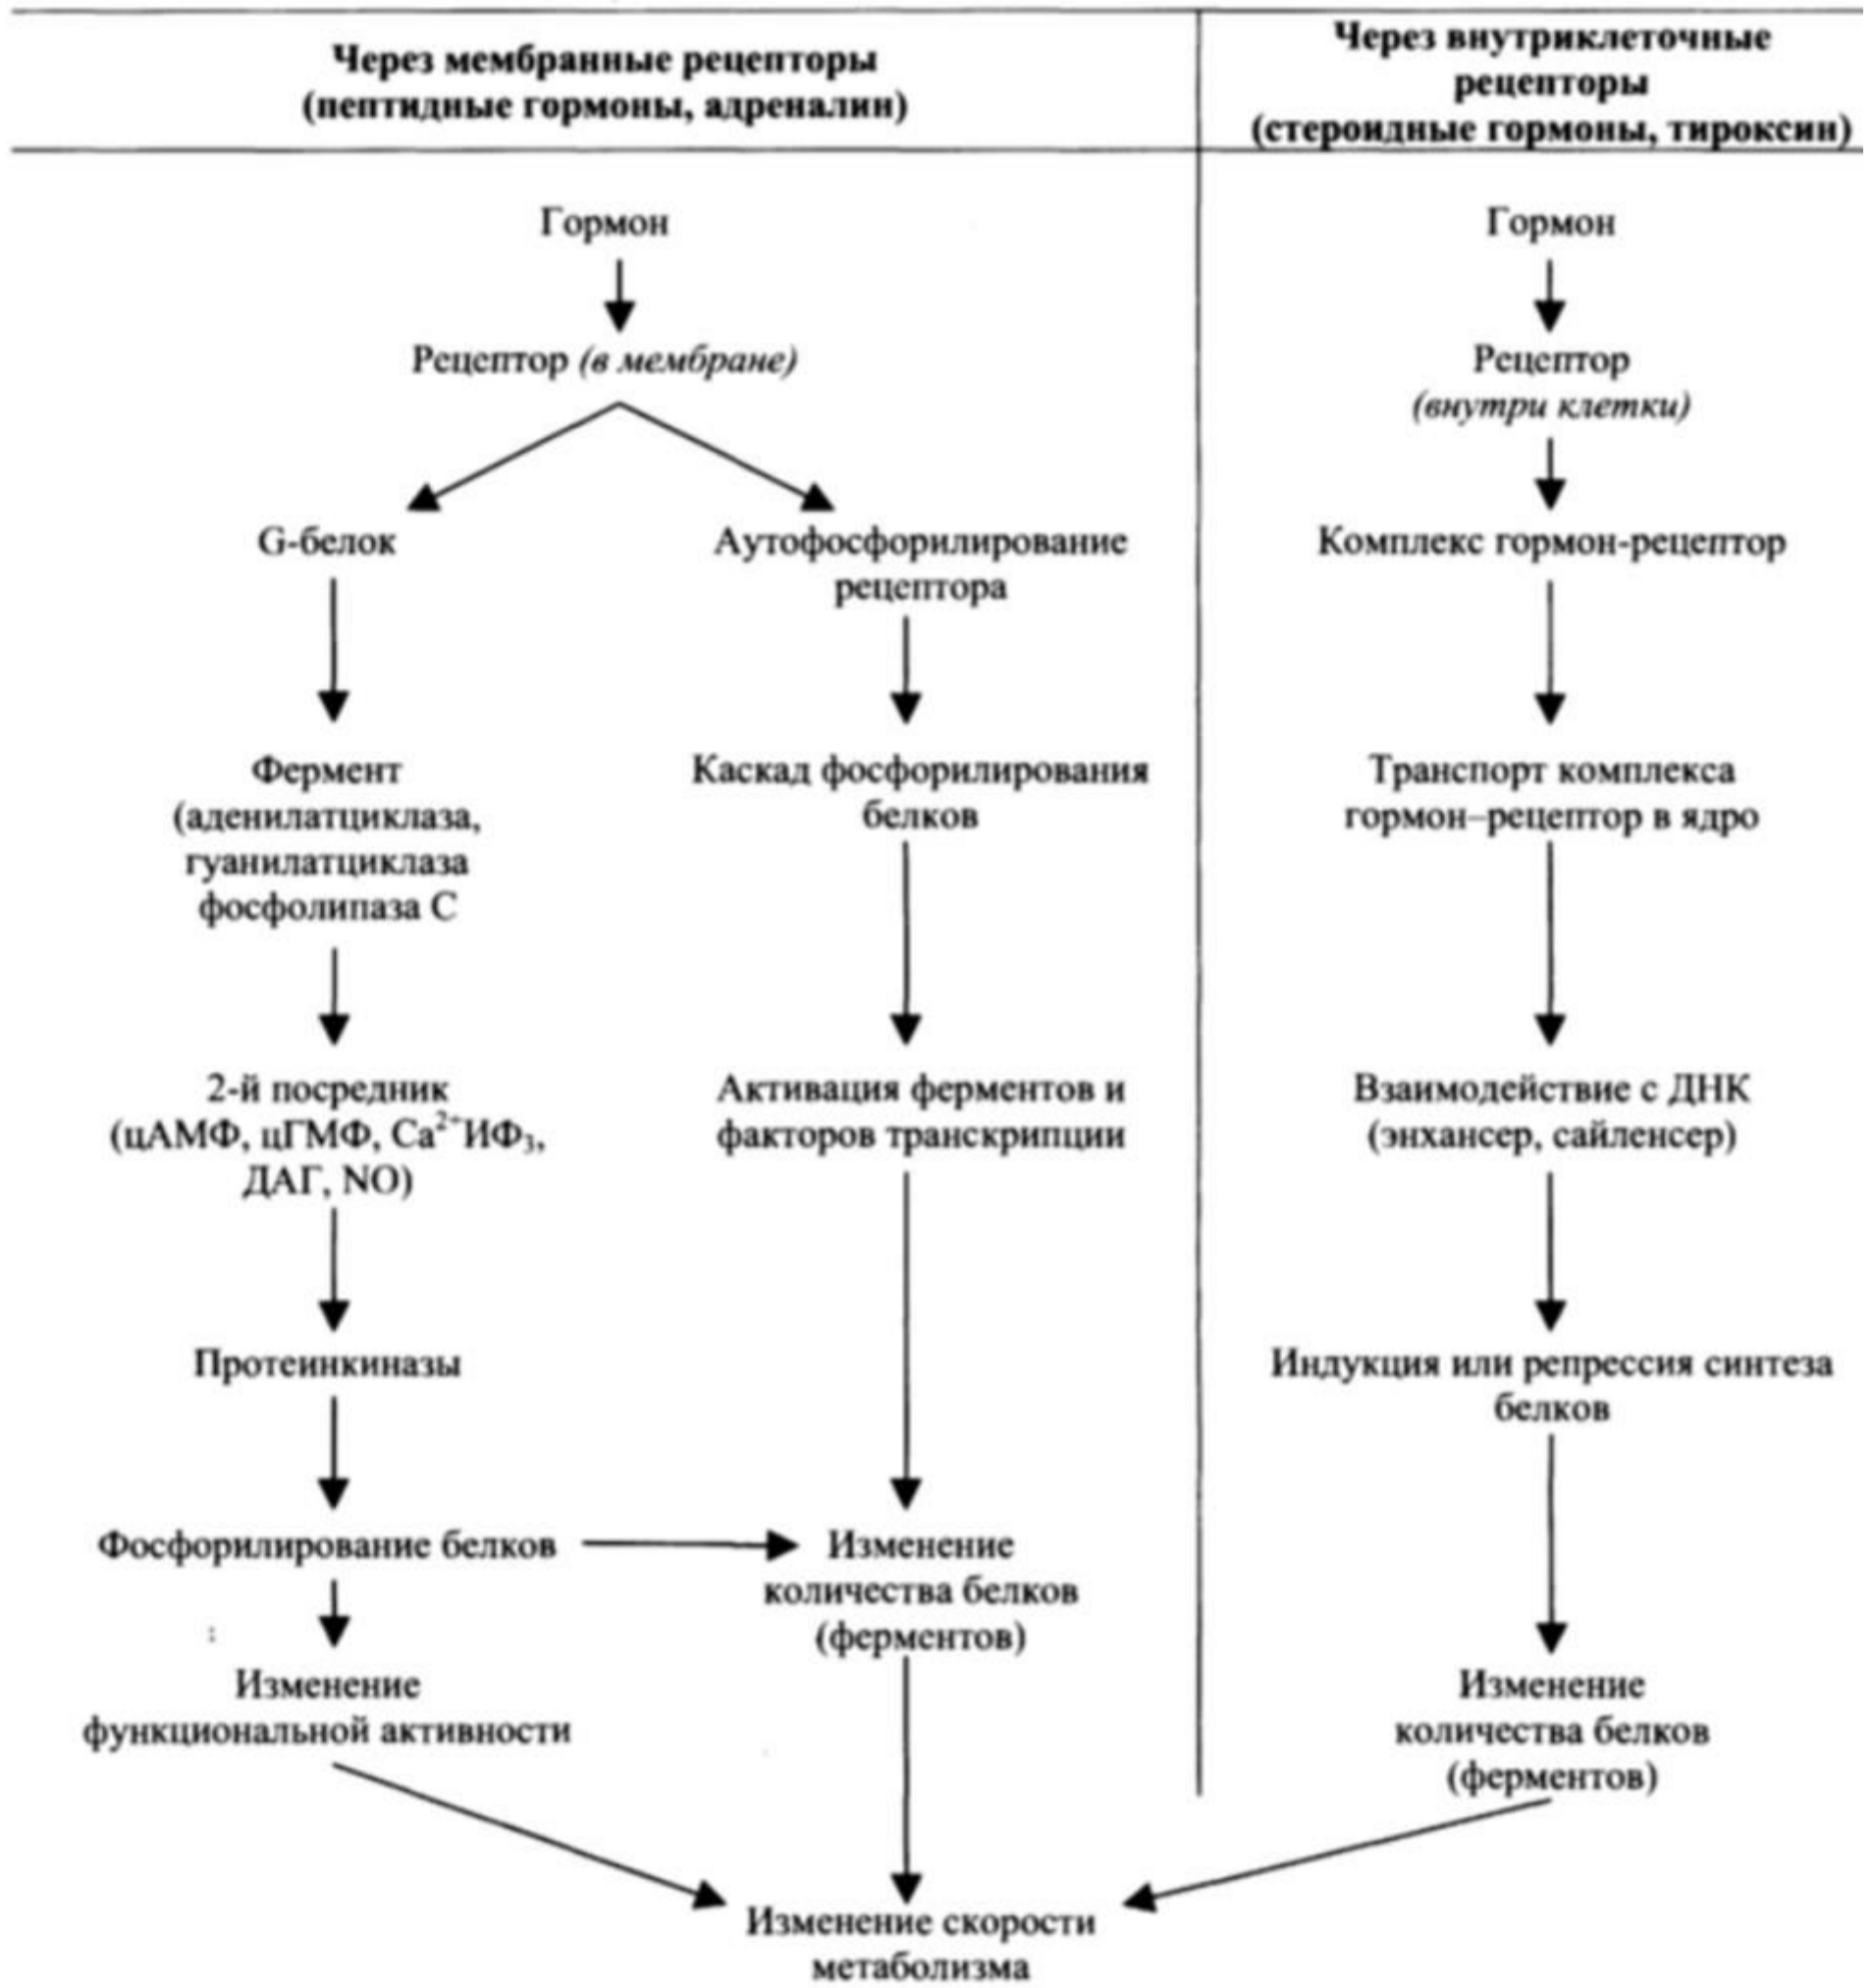 Через мембранные рецепторы
(пептидные гормоны, адреналин)
Через внутриклеточные
рецепторы
(стероидные гормоны, тироксин)
Гормон
Рецептор (в мембране)
G-белок
Аутофосфорилирование
рецептора
Фермент
(аденилатциклаза,
гуанилатциклаза
фосфолипаза С
Каскад фосфорилирования
белков
2-й посредник
(цАМФ, цГМФ, Ca²⁺ИФ₃,
ДАГ, NO)
Активация ферментов и
факторов транскрипции
Протеинкиназы
Фосфорилирование белков
Изменение
количества белков
(ферментов)
Изменение
функциональной активности
Гормон
Рецептор
(внутри клетки)
Комплекс гормон-рецептор
Транспорт комплекса
гормон–рецептор в ядро
Взаимодействие с ДНК
(энхансер, сайленсер)
Индукция или репрессия синтеза
белков
Изменение
количества белков
(ферментов)
Изменение скорости
метаболизма